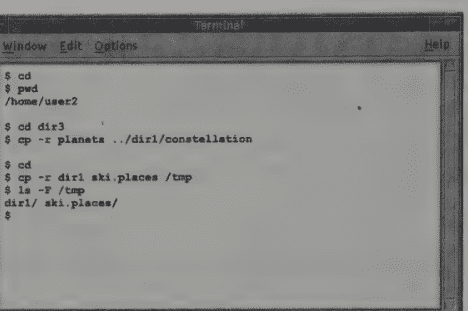 Terminal
Window Edit Options Help
$ cd
$ pwd
/home/user2
$ cd dir3
$ cp -r planets ../dir1/constellation
$ cd
$ cp -r dir1 ski.places /tmp
$ ls -F /tmp
dir1/ ski.places/
$